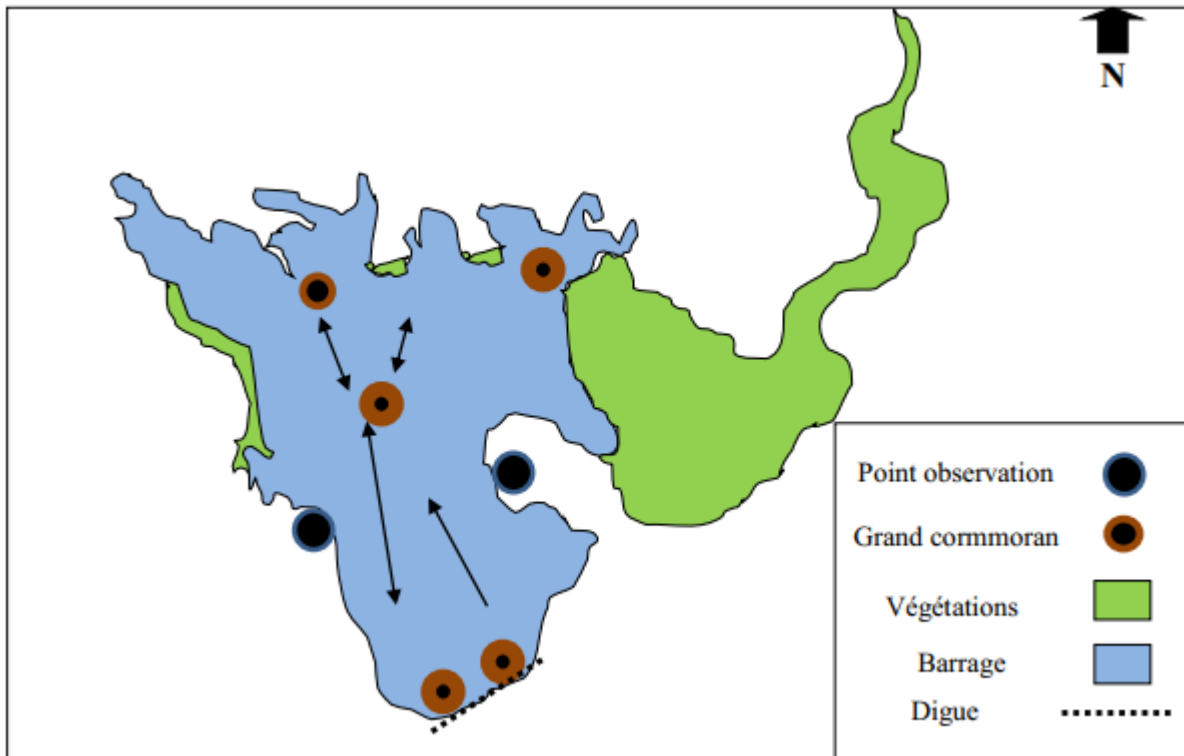 N
Point observation
Grand cormmoran
Végétations
Barrage
Digue